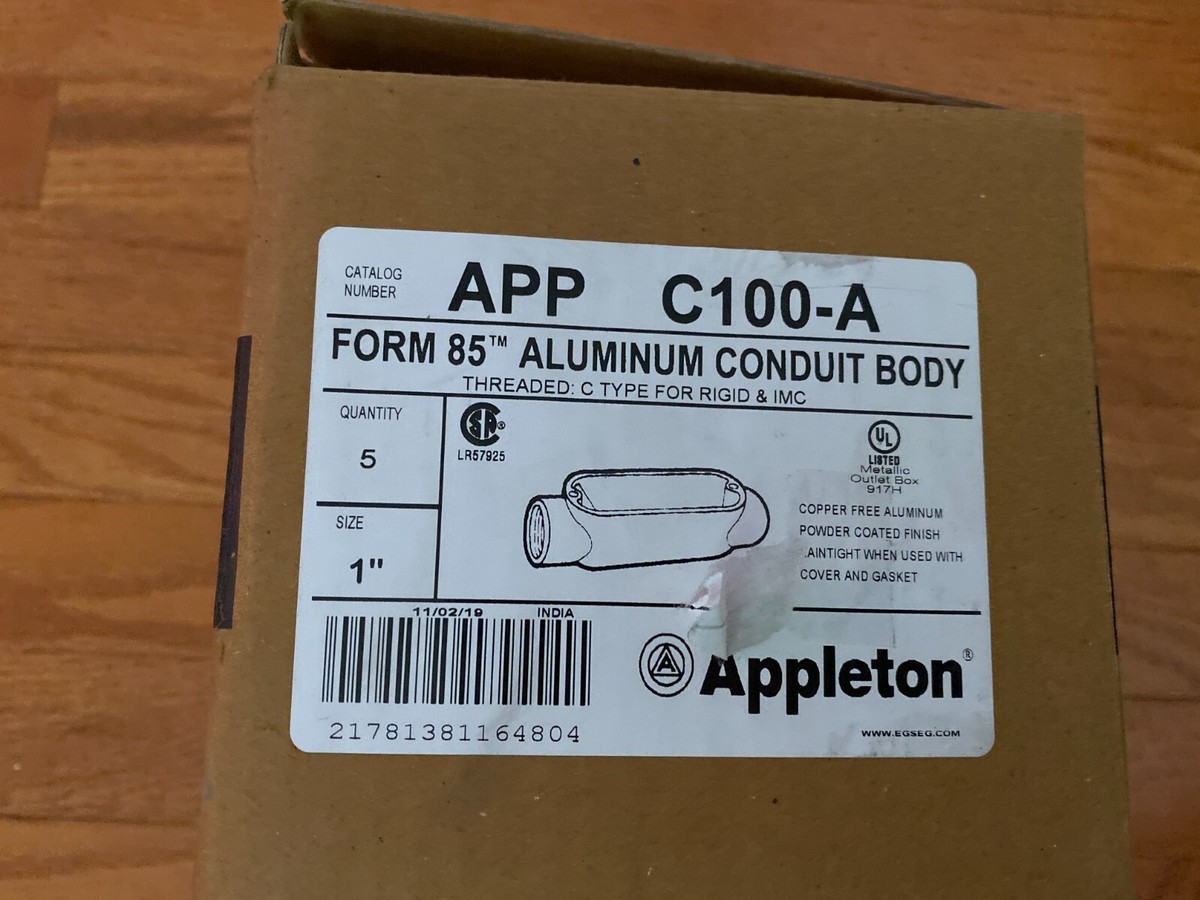 CATALOG
NUMBER
APP C100-A
FORM 85™ ALUMINUM CONDUIT BODY
THREADED: C TYPE FOR RIGID & IMC
QUANTITY
5
SIZE
1"
CSA®
LR57925
UL
LISTED
Metallic
Outlet Box
917H
COPPER FREE ALUMINUM
POWDER COATED FINISH
AINTIGHT WHEN USED WITH
COVER AND GASKET
11/02/19 INDIA
21781381164804
A
Appleton®
WWW.EGSEG.COM